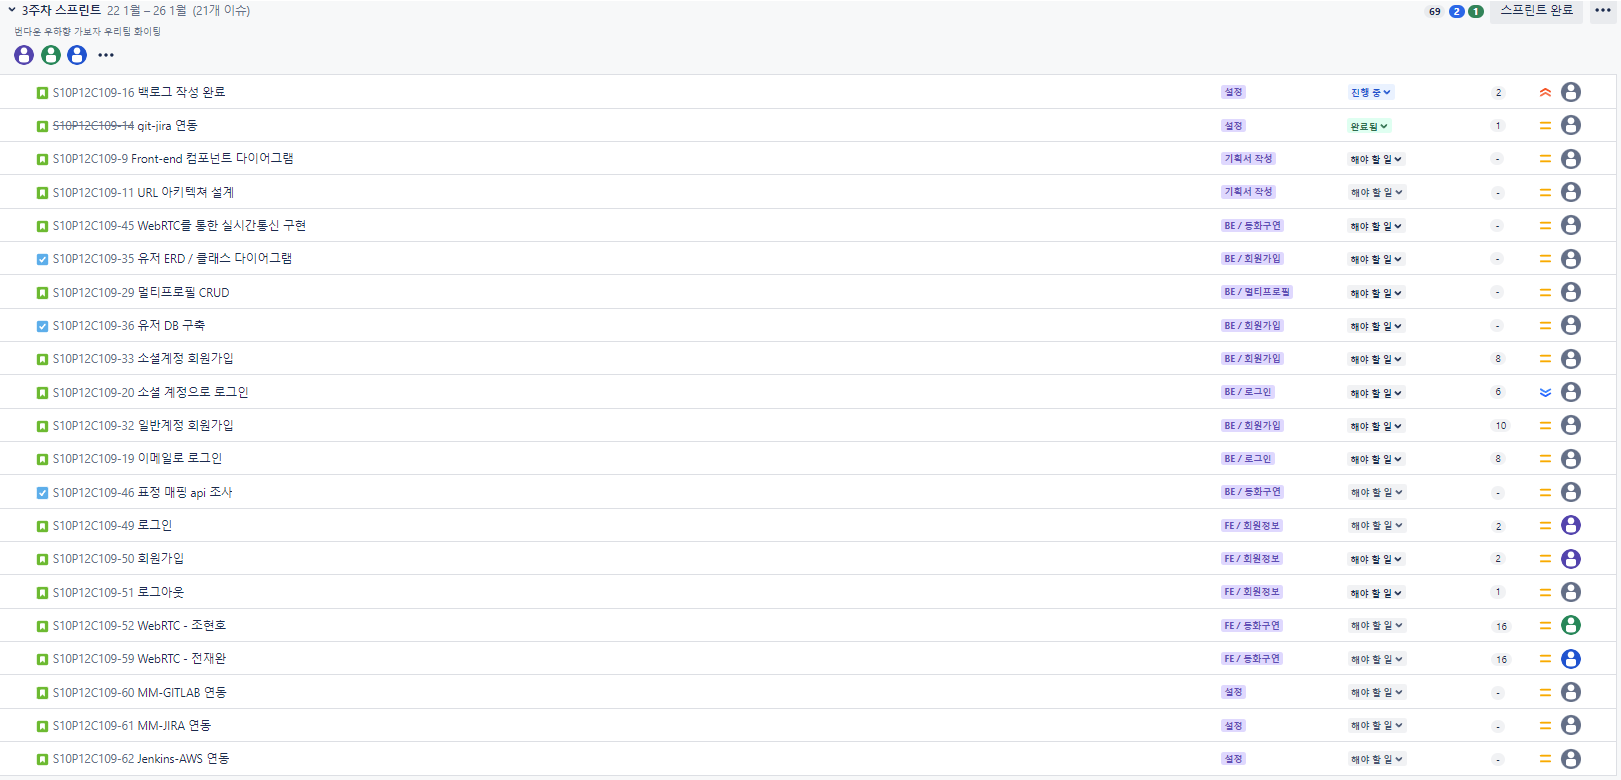 3주차 스프린트 22 1월 – 26 1월 (21개 이슈) 69 2 1 스프린트 완료
번다운 우하향 가보자 우리팀 화이팅
S10P12C109-16 백로그 작성 완료 설정 진행 중 2
S10P12C109-14 git-jira 연동 설정 완료됨 1
S10P12C109-9 Front-end 컴포넌트 다이어그램 기획서 작성 해야 할 일 -
S10P12C109-11 URL 아키텍쳐 설계 기획서 작성 해야 할 일 -
S10P12C109-45 WebRTC를 통한 실시간통신 구현 BE / 동화구연 해야 할 일 -
S10P12C109-35 유저 ERD / 클래스 다이어그램 BE / 회원가입 해야 할 일 -
S10P12C109-29 멀티프로필 CRUD BE / 멀티프로필 해야 할 일 -
S10P12C109-36 유저 DB 구축 BE / 회원가입 해야 할 일 -
S10P12C109-33 소셜계정 회원가입 BE / 회원가입 해야 할 일 8
S10P12C109-20 소셜 계정으로 로그인 BE / 로그인 해야 할 일 6
S10P12C109-32 일반계정 회원가입 BE / 회원가입 해야 할 일 10
S10P12C109-19 이메일로 로그인 BE / 로그인 해야 할 일 8
S10P12C109-46 표정 매핑 api 조사 BE / 동화구연 해야 할 일 -
S10P12C109-49 로그인 FE / 회원정보 해야 할 일 2
S10P12C109-50 회원가입 FE / 회원정보 해야 할 일 2
S10P12C109-51 로그아웃 FE / 회원정보 해야 할 일 1
S10P12C109-52 WebRTC - 조현호 FE / 동화구연 해야 할 일 16
S10P12C109-59 WebRTC - 전재완 FE / 동화구연 해야 할 일 16
S10P12C109-60 MM-GITLAB 연동 설정 해야 할 일 -
S10P12C109-61 MM-JIRA 연동 설정 해야 할 일 -
S10P12C109-62 Jenkins-AWS 연동 설정 해야 할 일 -